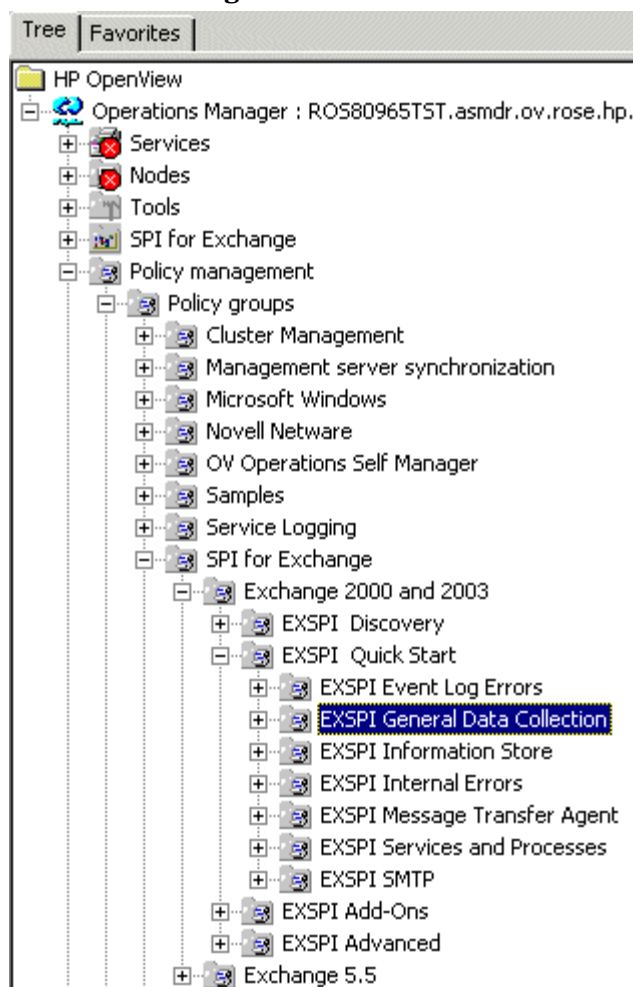 Tree Favorites
HP OpenView
Operations Manager : ROS80965TST.asmdr.ov.rose.hp.
Services
Nodes
Tools
SPI for Exchange
Policy management
Policy groups
Cluster Management
Management server synchronization
Microsoft Windows
Novell Netware
OV Operations Self Manager
Samples
Service Logging
SPI for Exchange
Exchange 2000 and 2003
EXSPI Discovery
EXSPI Quick Start
EXSPI Event Log Errors
EXSPI General Data Collection
EXSPI Information Store
EXSPI Internal Errors
EXSPI Message Transfer Agent
EXSPI Services and Processes
EXSPI SMTP
EXSPI Add-Ons
EXSPI Advanced
Exchange 5.5